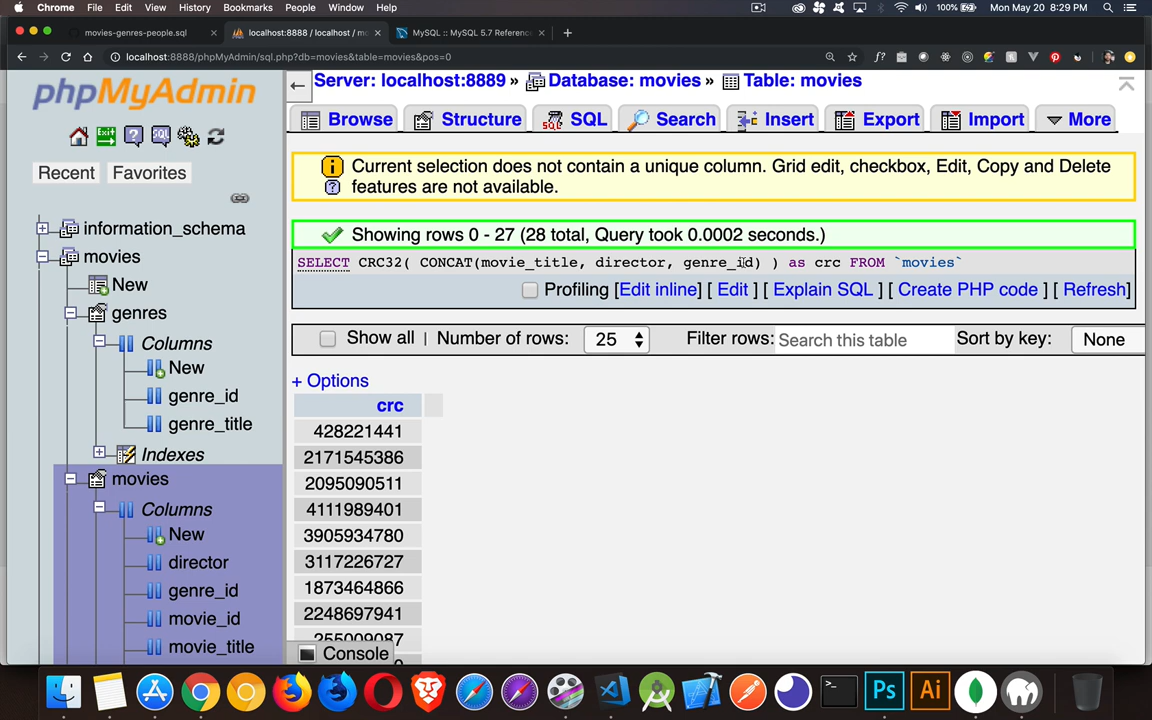 Chrome File Edit View History Bookmarks People Window Help 100% Mon May 20 8:29 PM
movies-genres-people.sql × localhost:8888 / localhost / mo × MySQL :: MySQL 5.7 Referenc × +
localhost:8888/phpMyAdmin/sql.php?db=movies&table=movies&pos=0
phpMyAdmin
Recent Favorites
information_schema
movies
New
genres
Columns
New
genre_id
genre_title
Indexes
movies
Columns
New
director
genre_id
movie_id
movie_title
Server: localhost:8889 » Database: movies » Table: movies
Browse Structure SQL Search Insert Export Import More
Current selection does not contain a unique column. Grid edit, checkbox, Edit, Copy and Delete
features are not available.
Showing rows 0 - 27 (28 total, Query took 0.0002 seconds.)
SELECT CRC32( CONCAT(movie_title, director, genre_id) ) as crc FROM `movies`
Profiling [Edit inline] [ Edit ] [ Explain SQL ] [ Create PHP code ] [ Refresh]
Show all | Number of rows: 25 Filter rows: Search this table Sort by key: None
+ Options
crc
428221441
2171545386
2095090511
4111989401
3905934780
3117226727
1873464866
2248697941
255009087
Console
Ps Ai